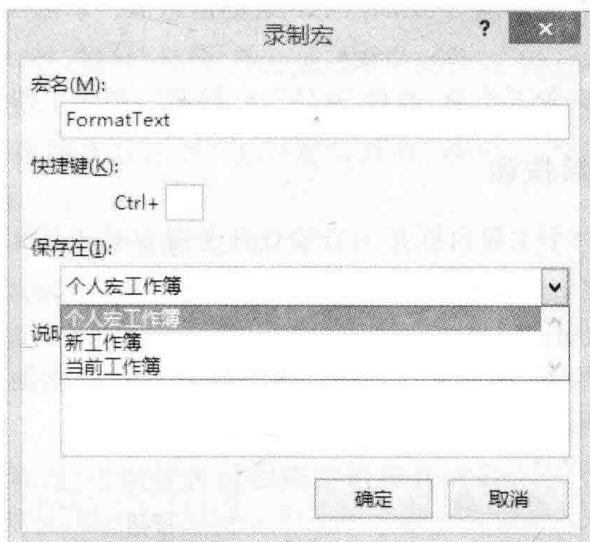 录制宏
?
×
宏名(M):
FormatText
快捷键(K):
Ctrl+
保存在(I):
个人宏工作簿
个人宏工作簿
说
新工作簿
当前工作簿
确定
取消